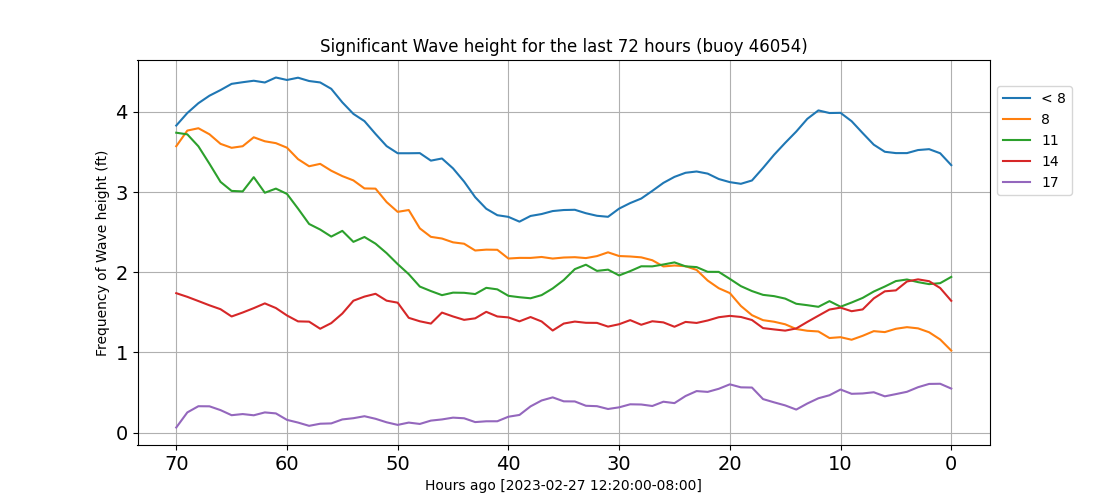 Significant Wave height for the last 72 hours (buoy 46054)
Frequency of Wave height (ft)
4
3
2
1
0
70 60 50 40 30 20 10 0
Hours ago [2023-02-27 12:20:00-08:00]
< 8
8
11
14
17